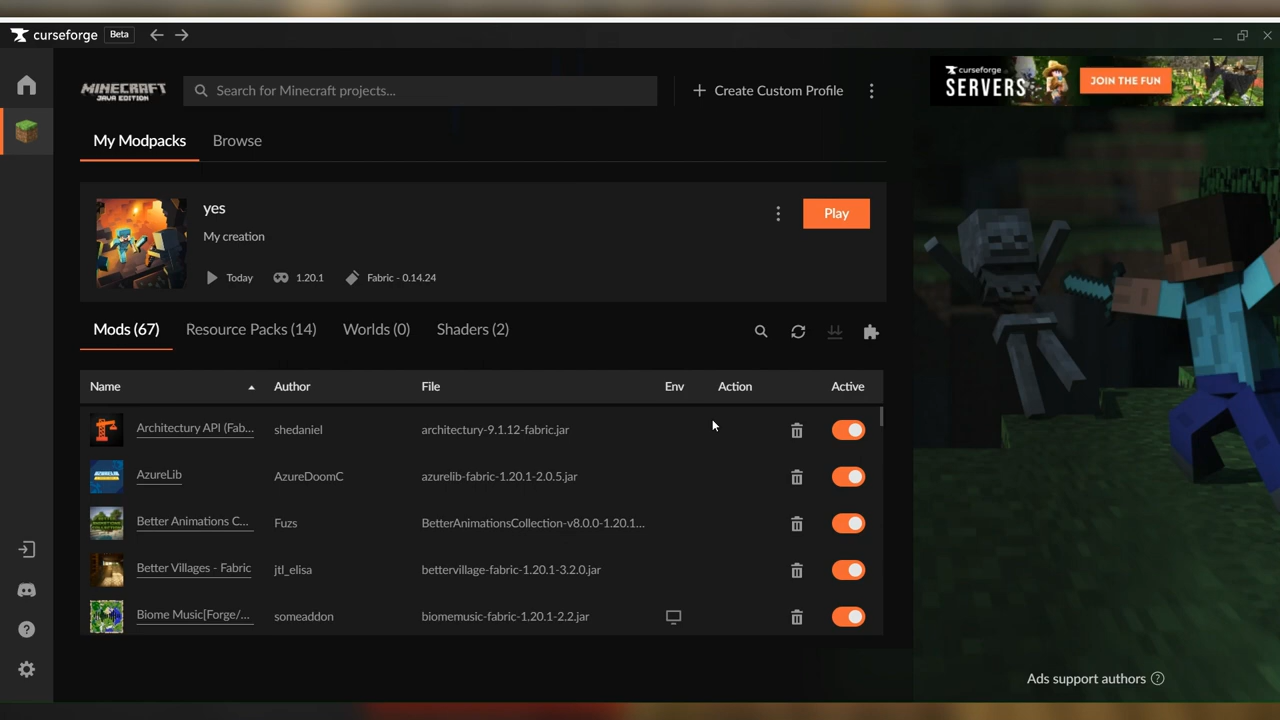 curseforge Beta
MINECRAFT
JAVA EDITION
Search for Minecraft projects...
Create Custom Profile
curseforge
SERVERS
JOIN THE FUN
My Modpacks
Browse
yes
My creation
Play
Today
1.20.1
Fabric - 0.14.24
Mods (67)
Resource Packs (14)
Worlds (0)
Shaders (2)
Name Author File Env Action Active
Architectury API (Fab... shedaniel architectury-9.1.12-fabric.jar
AzureLib AzureDoomC azurelib-fabric-1.20.1-2.0.5.jar
Better Animations C... Fuzs BetterAnimationsCollection-v8.0.0-1.20.1...
Better Villages - Fabric jtl_elisa bettervillage-fabric-1.20.1-3.2.0.jar
Biome Music[Forge/... someaddon biomemusic-fabric-1.20.1-2.2.jar
Ads support authors ?